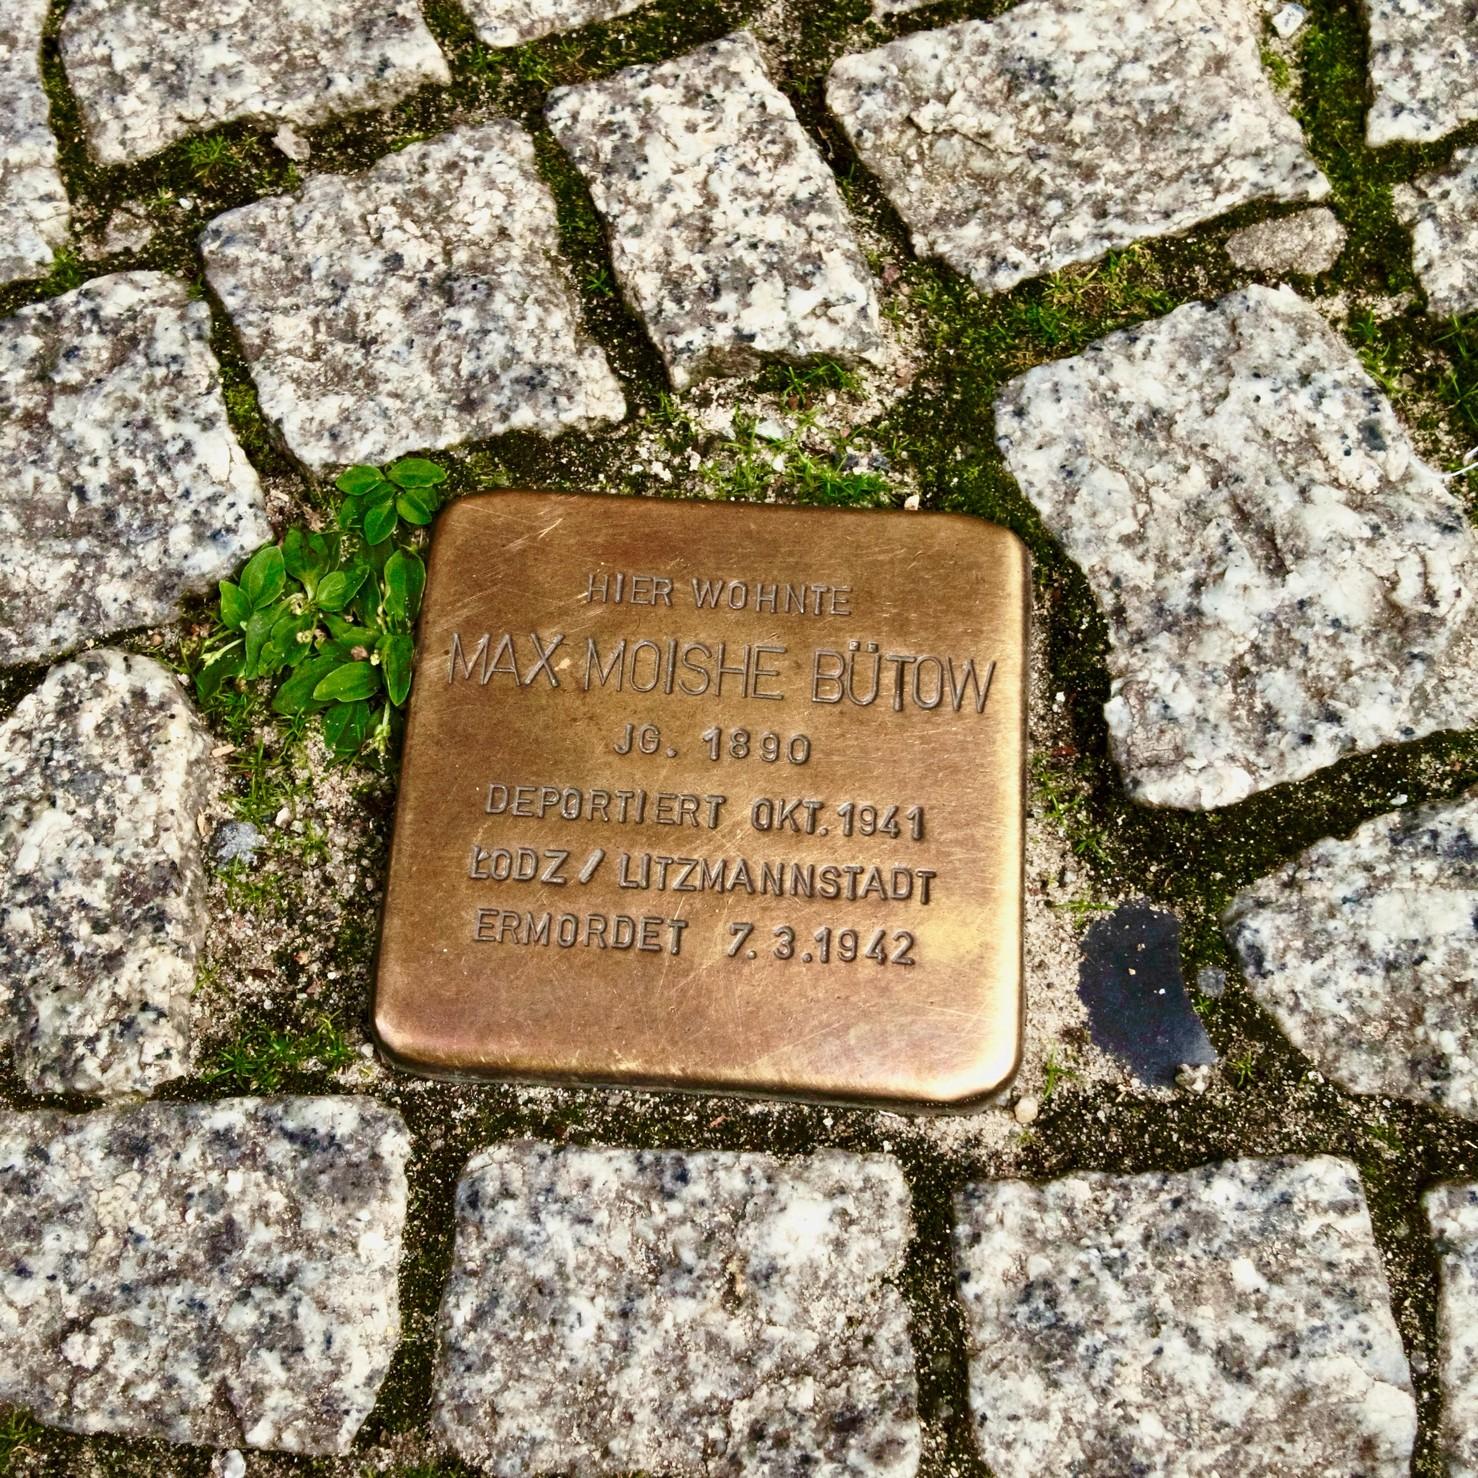 HIER WOHNTE
MAX MOISHE BÜTOW
JG. 1890
DEPORTIERT OKT. 1941
ŁODZ / LITZMANNSTADT
ERMORDET 7. 3. 1942